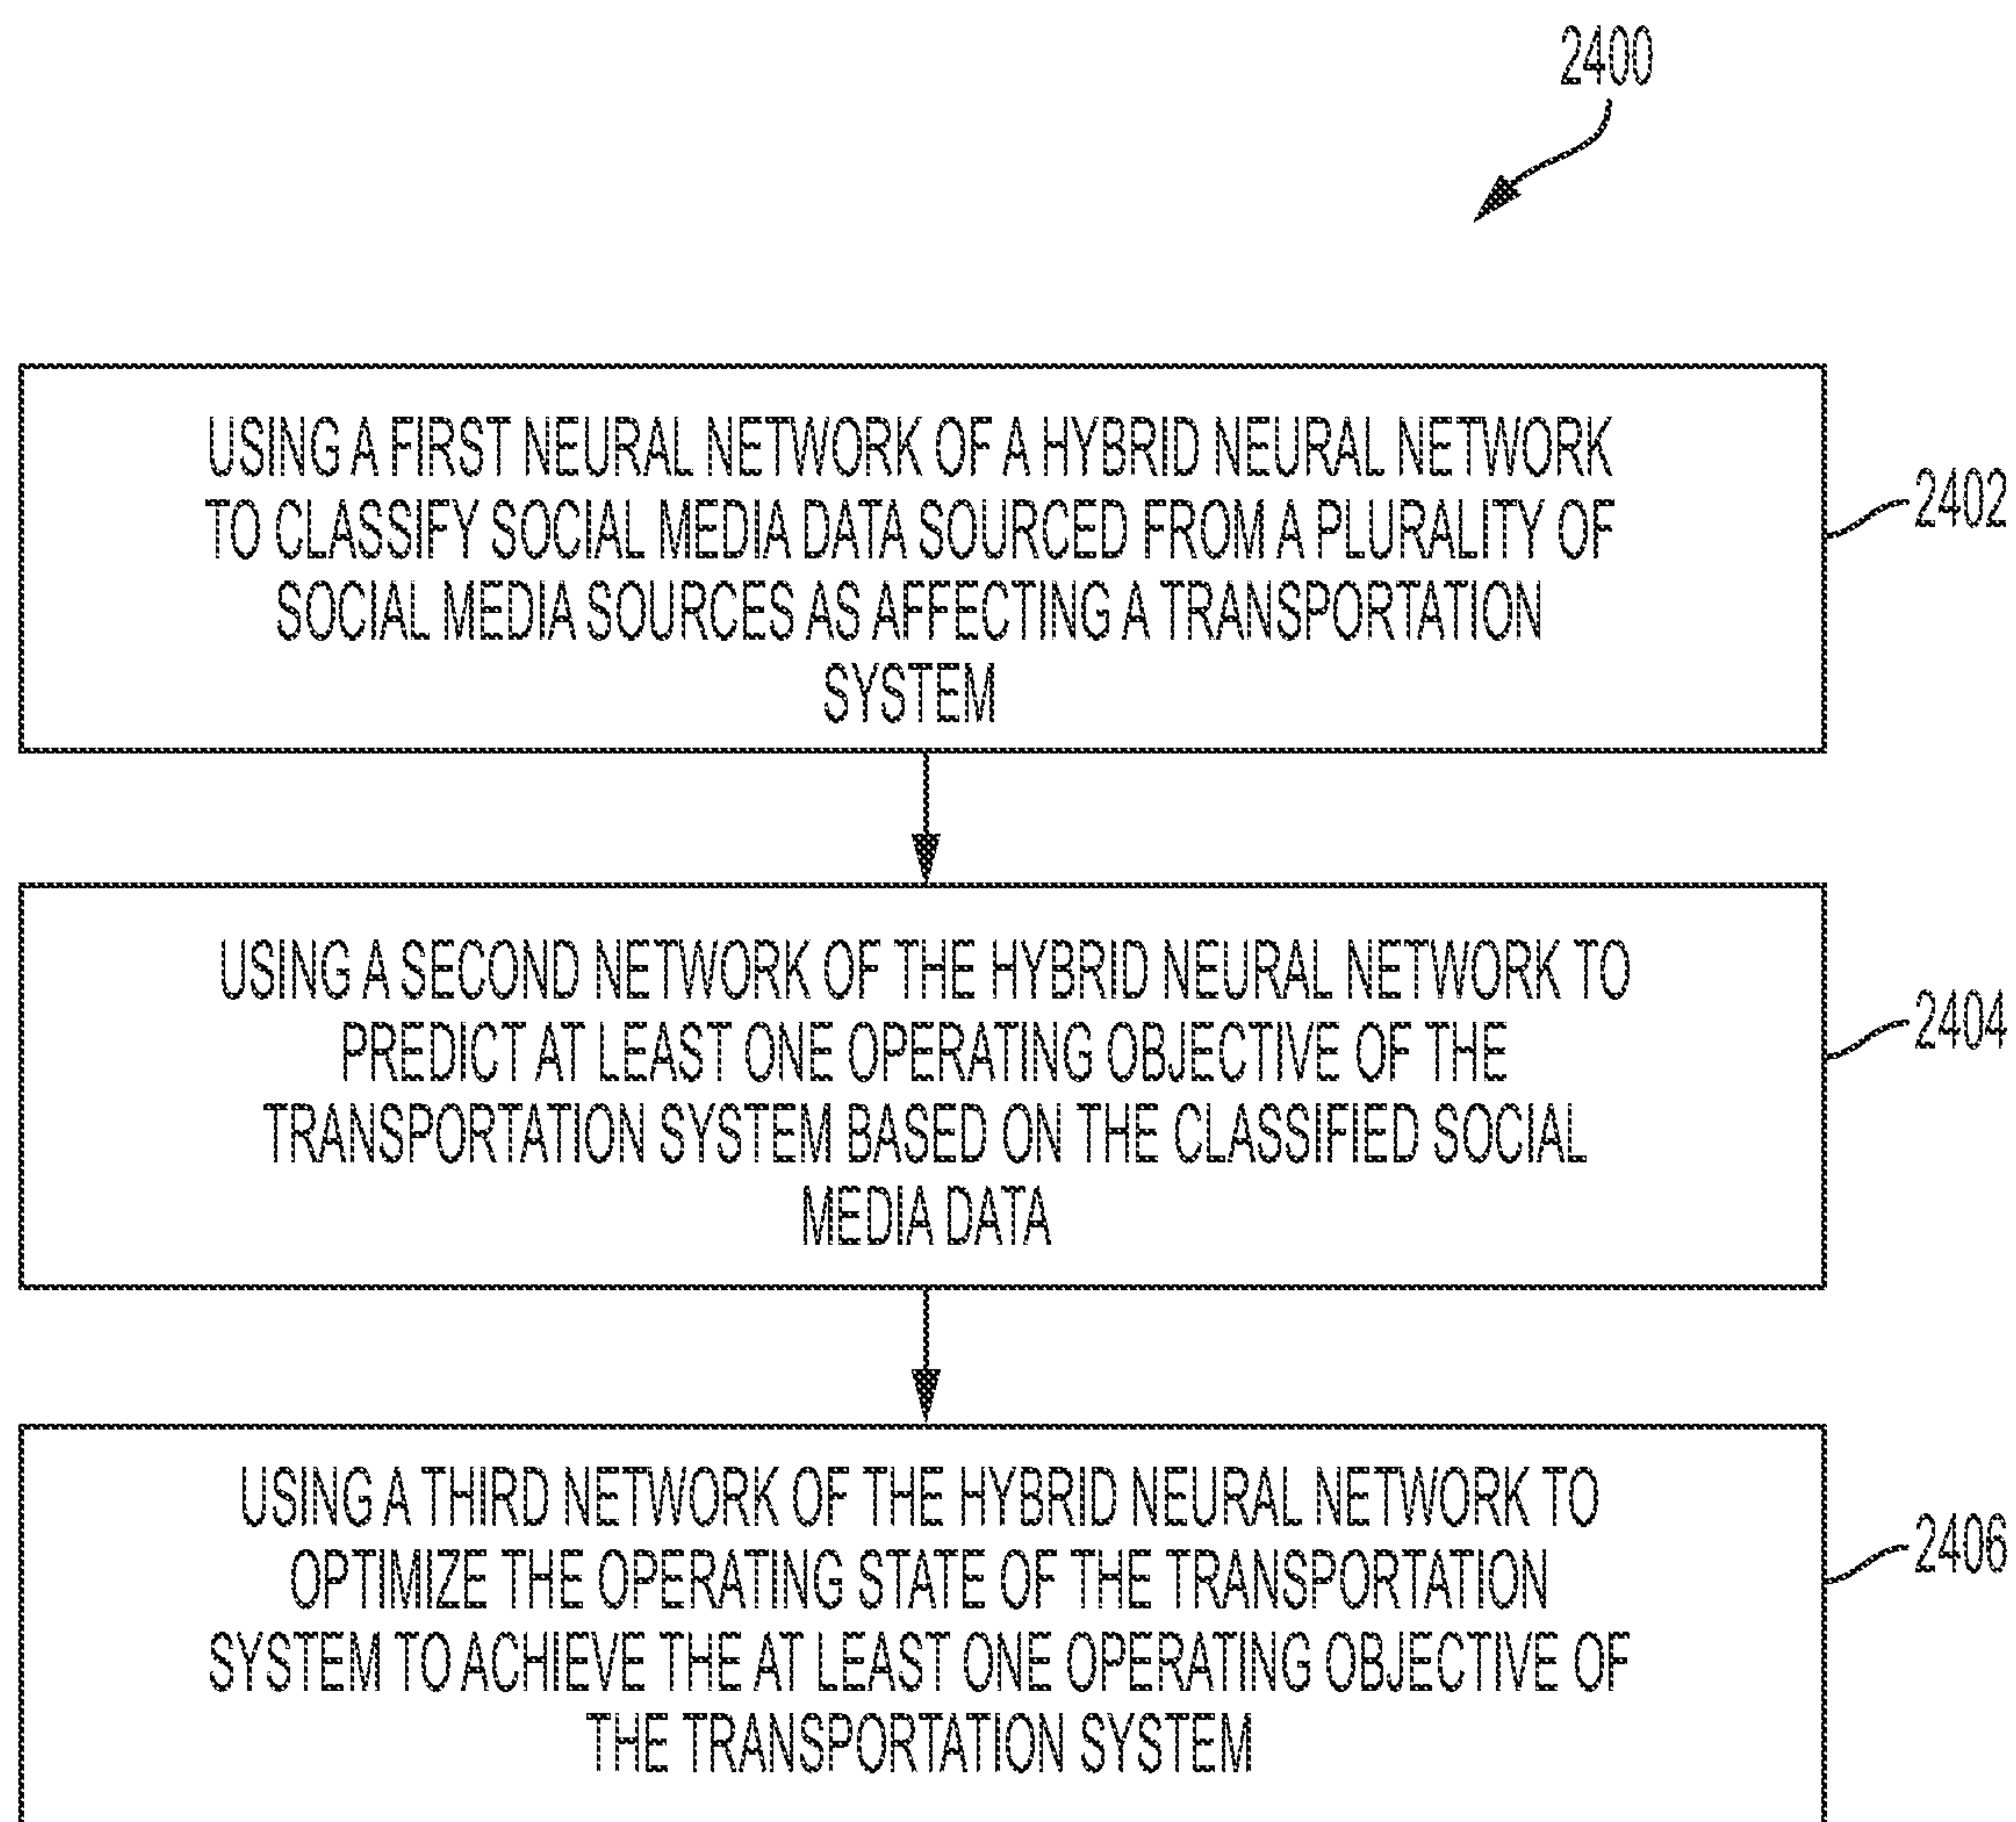 2400
USING A FIRST NEURAL NETWORK OF A HYBRID NEURAL NETWORK
TO CLASSIFY SOCIAL MEDIA DATA SOURCED FROM A PLURALITY OF
SOCIAL MEDIA SOURCES AS AFFECTING A TRANSPORTATION
SYSTEM
2402
USING A SECOND NETWORK OF THE HYBRID NEURAL NETWORK TO
PREDICT AT LEAST ONE OPERATING OBJECTIVE OF THE
TRANSPORTATION SYSTEM BASED ON THE CLASSIFIED SOCIAL
MEDIA DATA
2404
USING A THIRD NETWORK OF THE HYBRID NEURAL NETWORK TO
OPTIMIZE THE OPERATING STATE OF THE TRANSPORTATION
SYSTEM TO ACHIEVE THE AT LEAST ONE OPERATING OBJECTIVE OF
THE TRANSPORTATION SYSTEM
2406